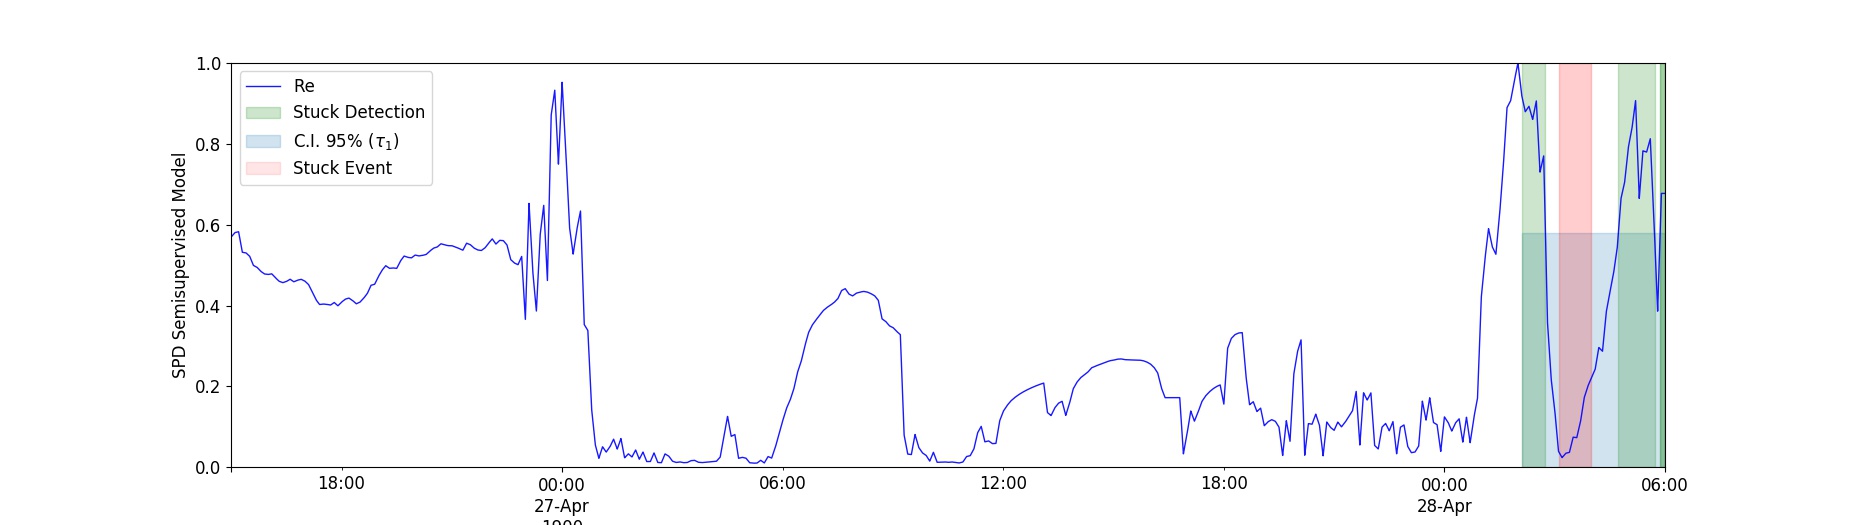 SPD Semisupervised Model
1.0
0.8
0.6
0.4
0.2
0.0
Re
Stuck Detection
C.I. 95% (τ₁)
Stuck Event
18:00
00:00
27-Apr
06:00
12:00
18:00
00:00
28-Apr
06:00